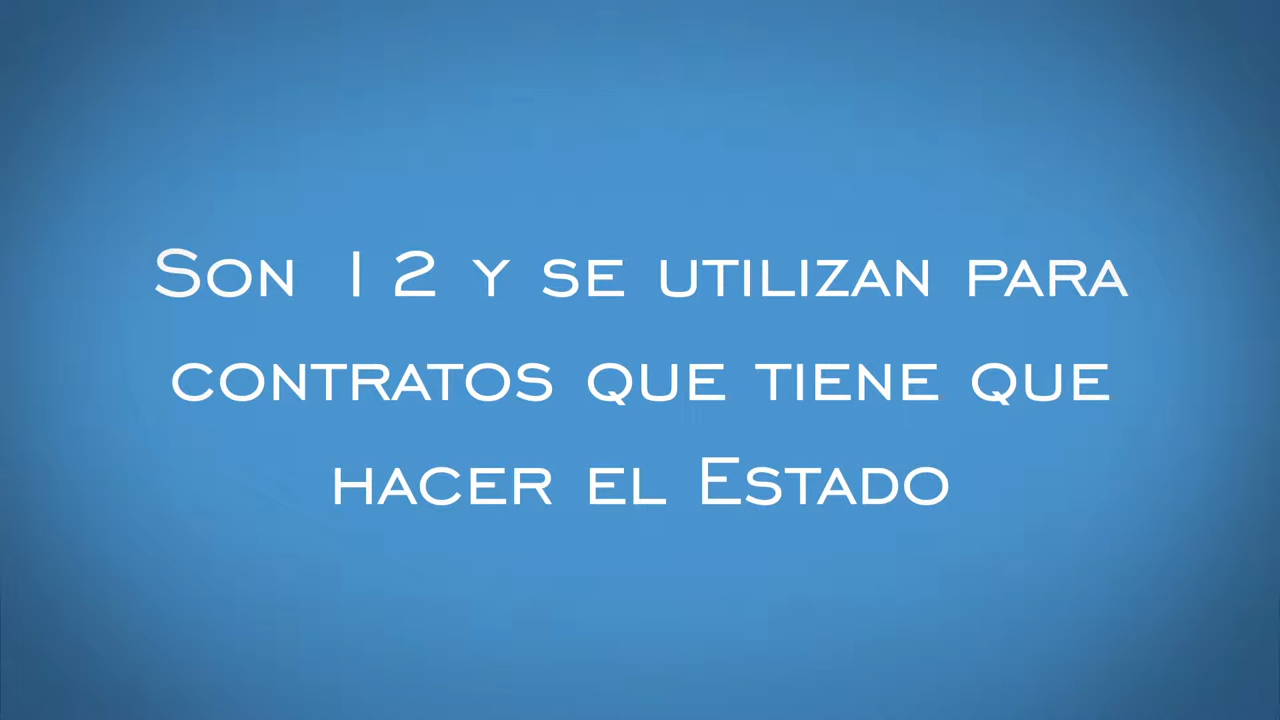 Son 12 y se utilizan para
contratos que tiene que
hacer el Estado